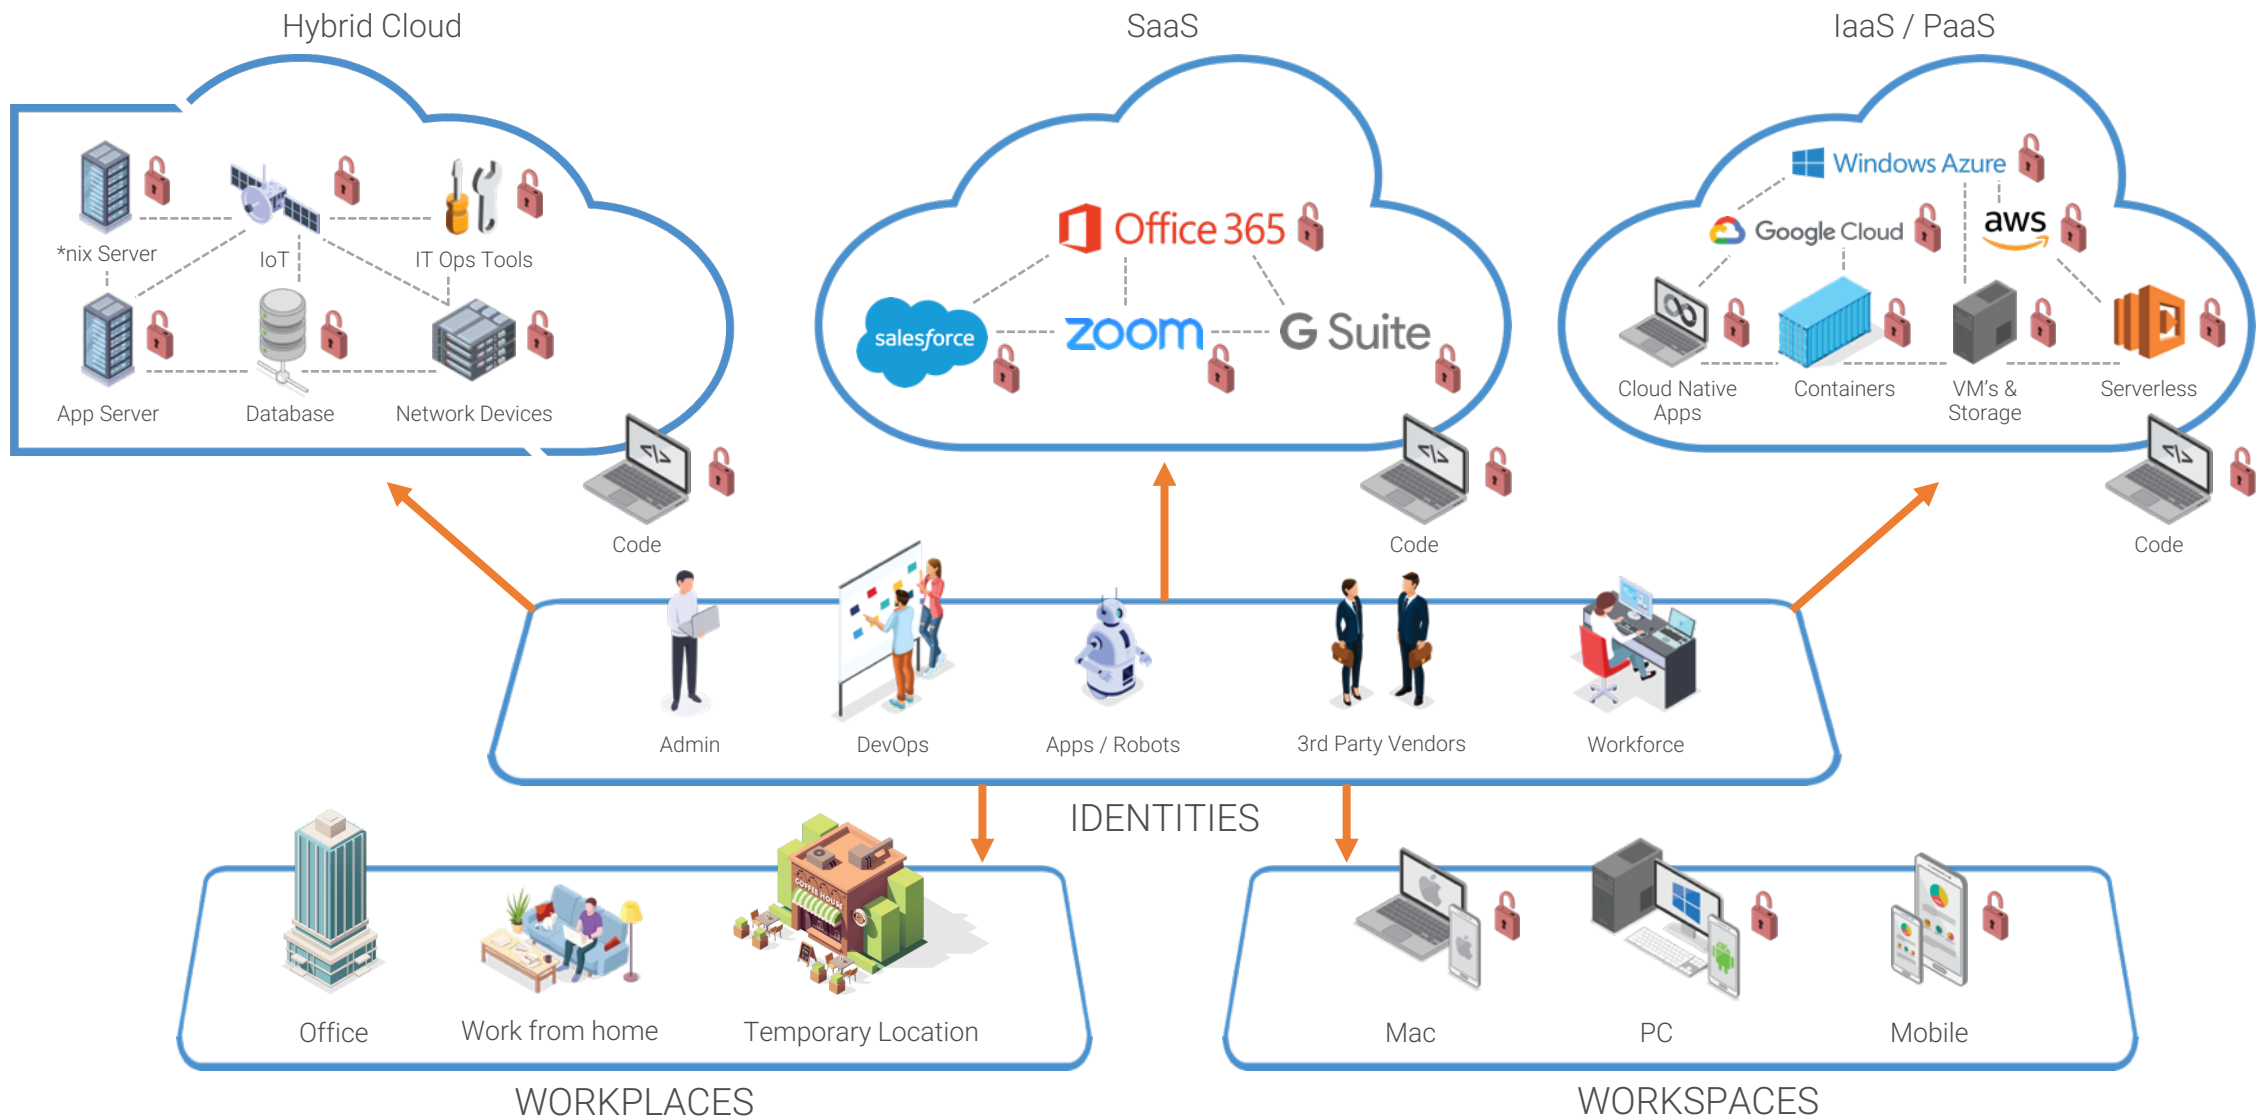 Hybrid Cloud
SaaS
IaaS / PaaS
*nix Server
IoT
IT Ops Tools
App Server
Database
Network Devices
</>
Code
Office 365
salesforce
zoom
G Suite
</>
Code
Windows Azure
Google Cloud
aws
Cloud Native
Apps
Containers
VM's &
Storage
Serverless
</>
Code
Admin
DevOps
Apps / Robots
3rd Party Vendors
Workforce
IDENTITIES
COFFEE HOUSE
Office
Work from home
Temporary Location
WORKPLACES
Mac
PC
Mobile
WORKSPACES